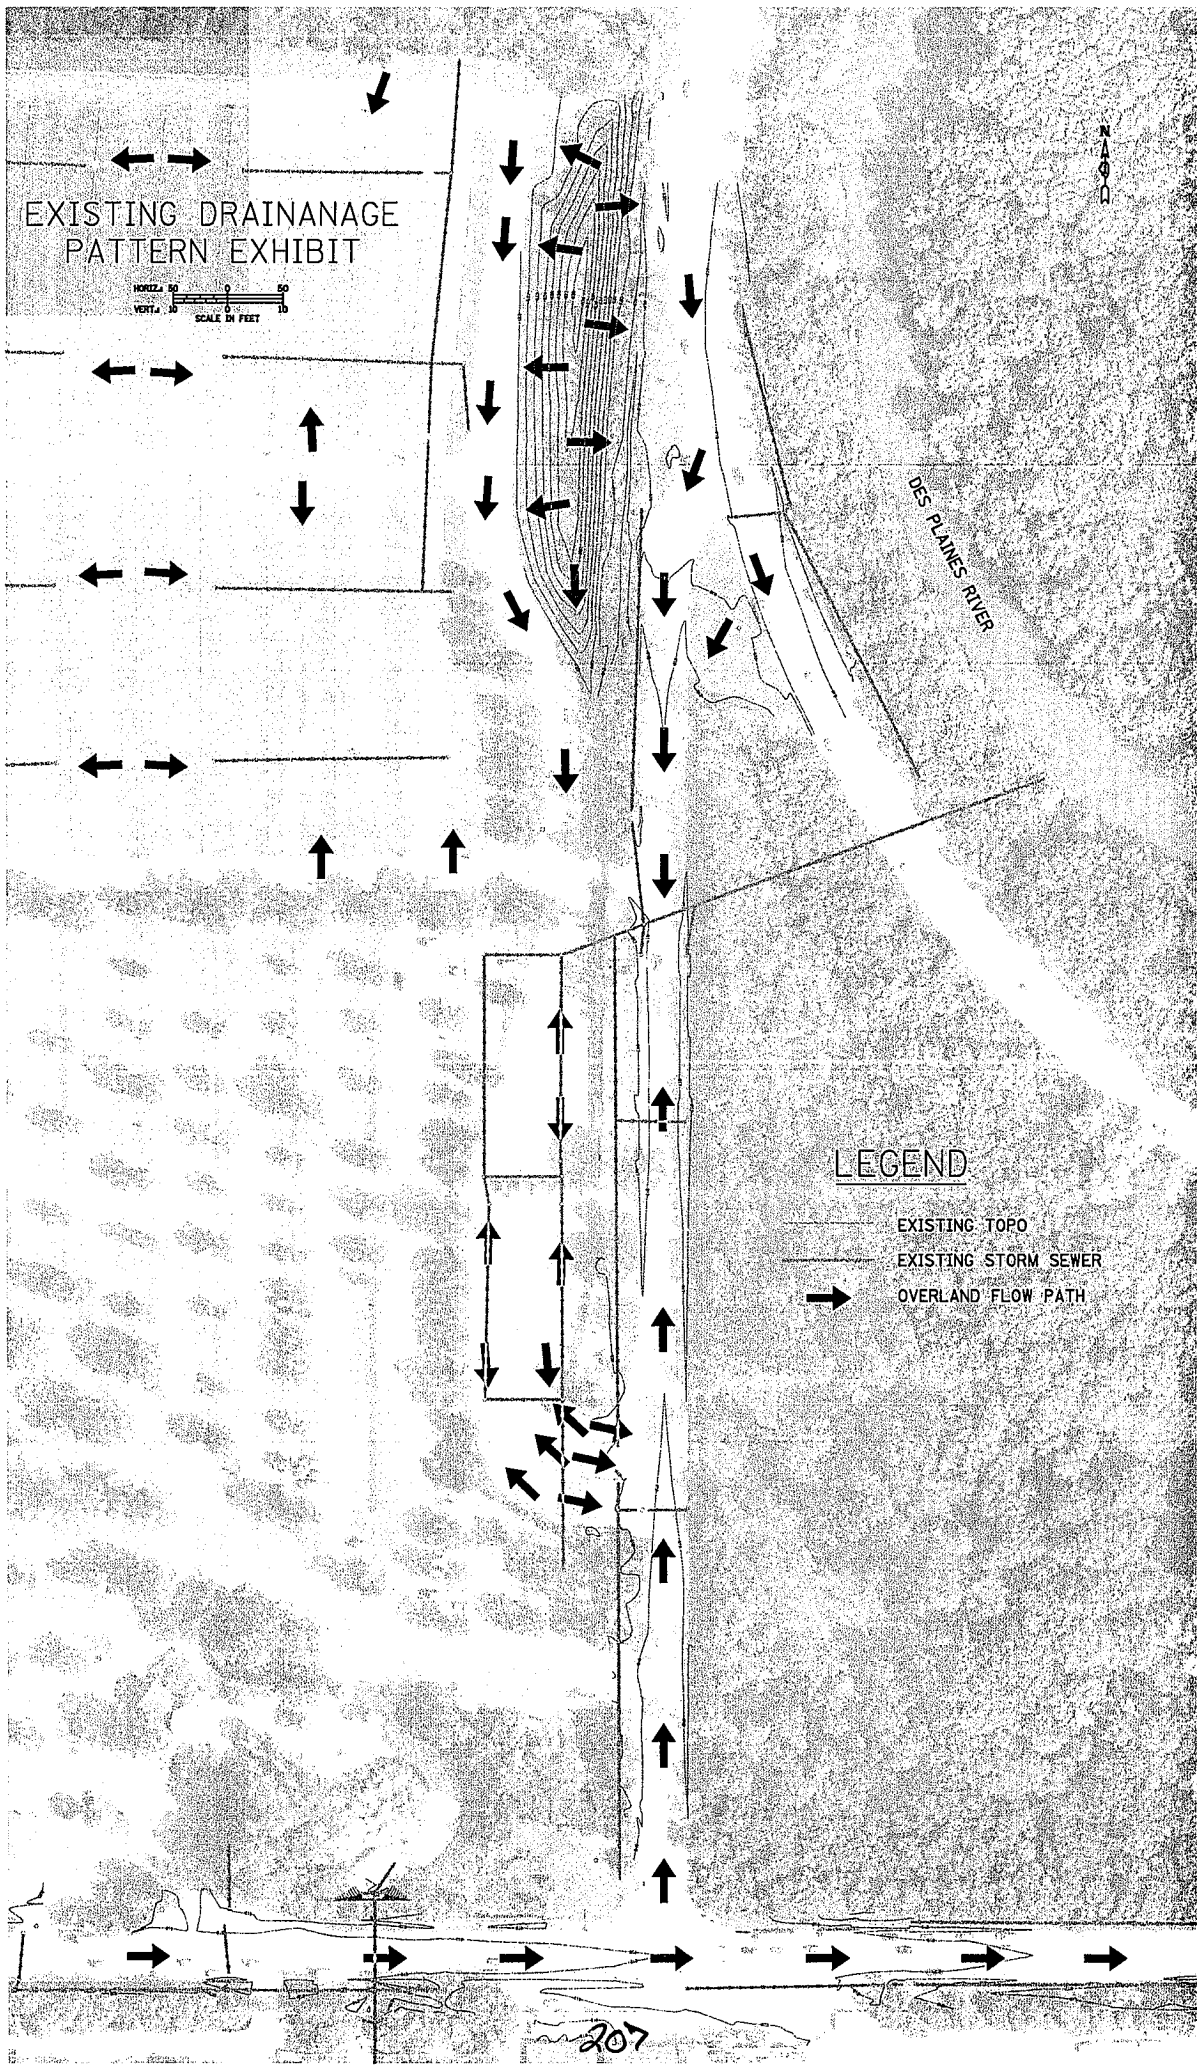 N
EXISTING DRAINANAGE
PATTERN EXHIBIT
HORIZ.: 50 0 50
VERT.: 10 0 10
SCALE IN FEET
DES PLAINES RIVER
LEGEND
EXISTING TOPO
EXISTING STORM SEWER
OVERLAND FLOW PATH
207